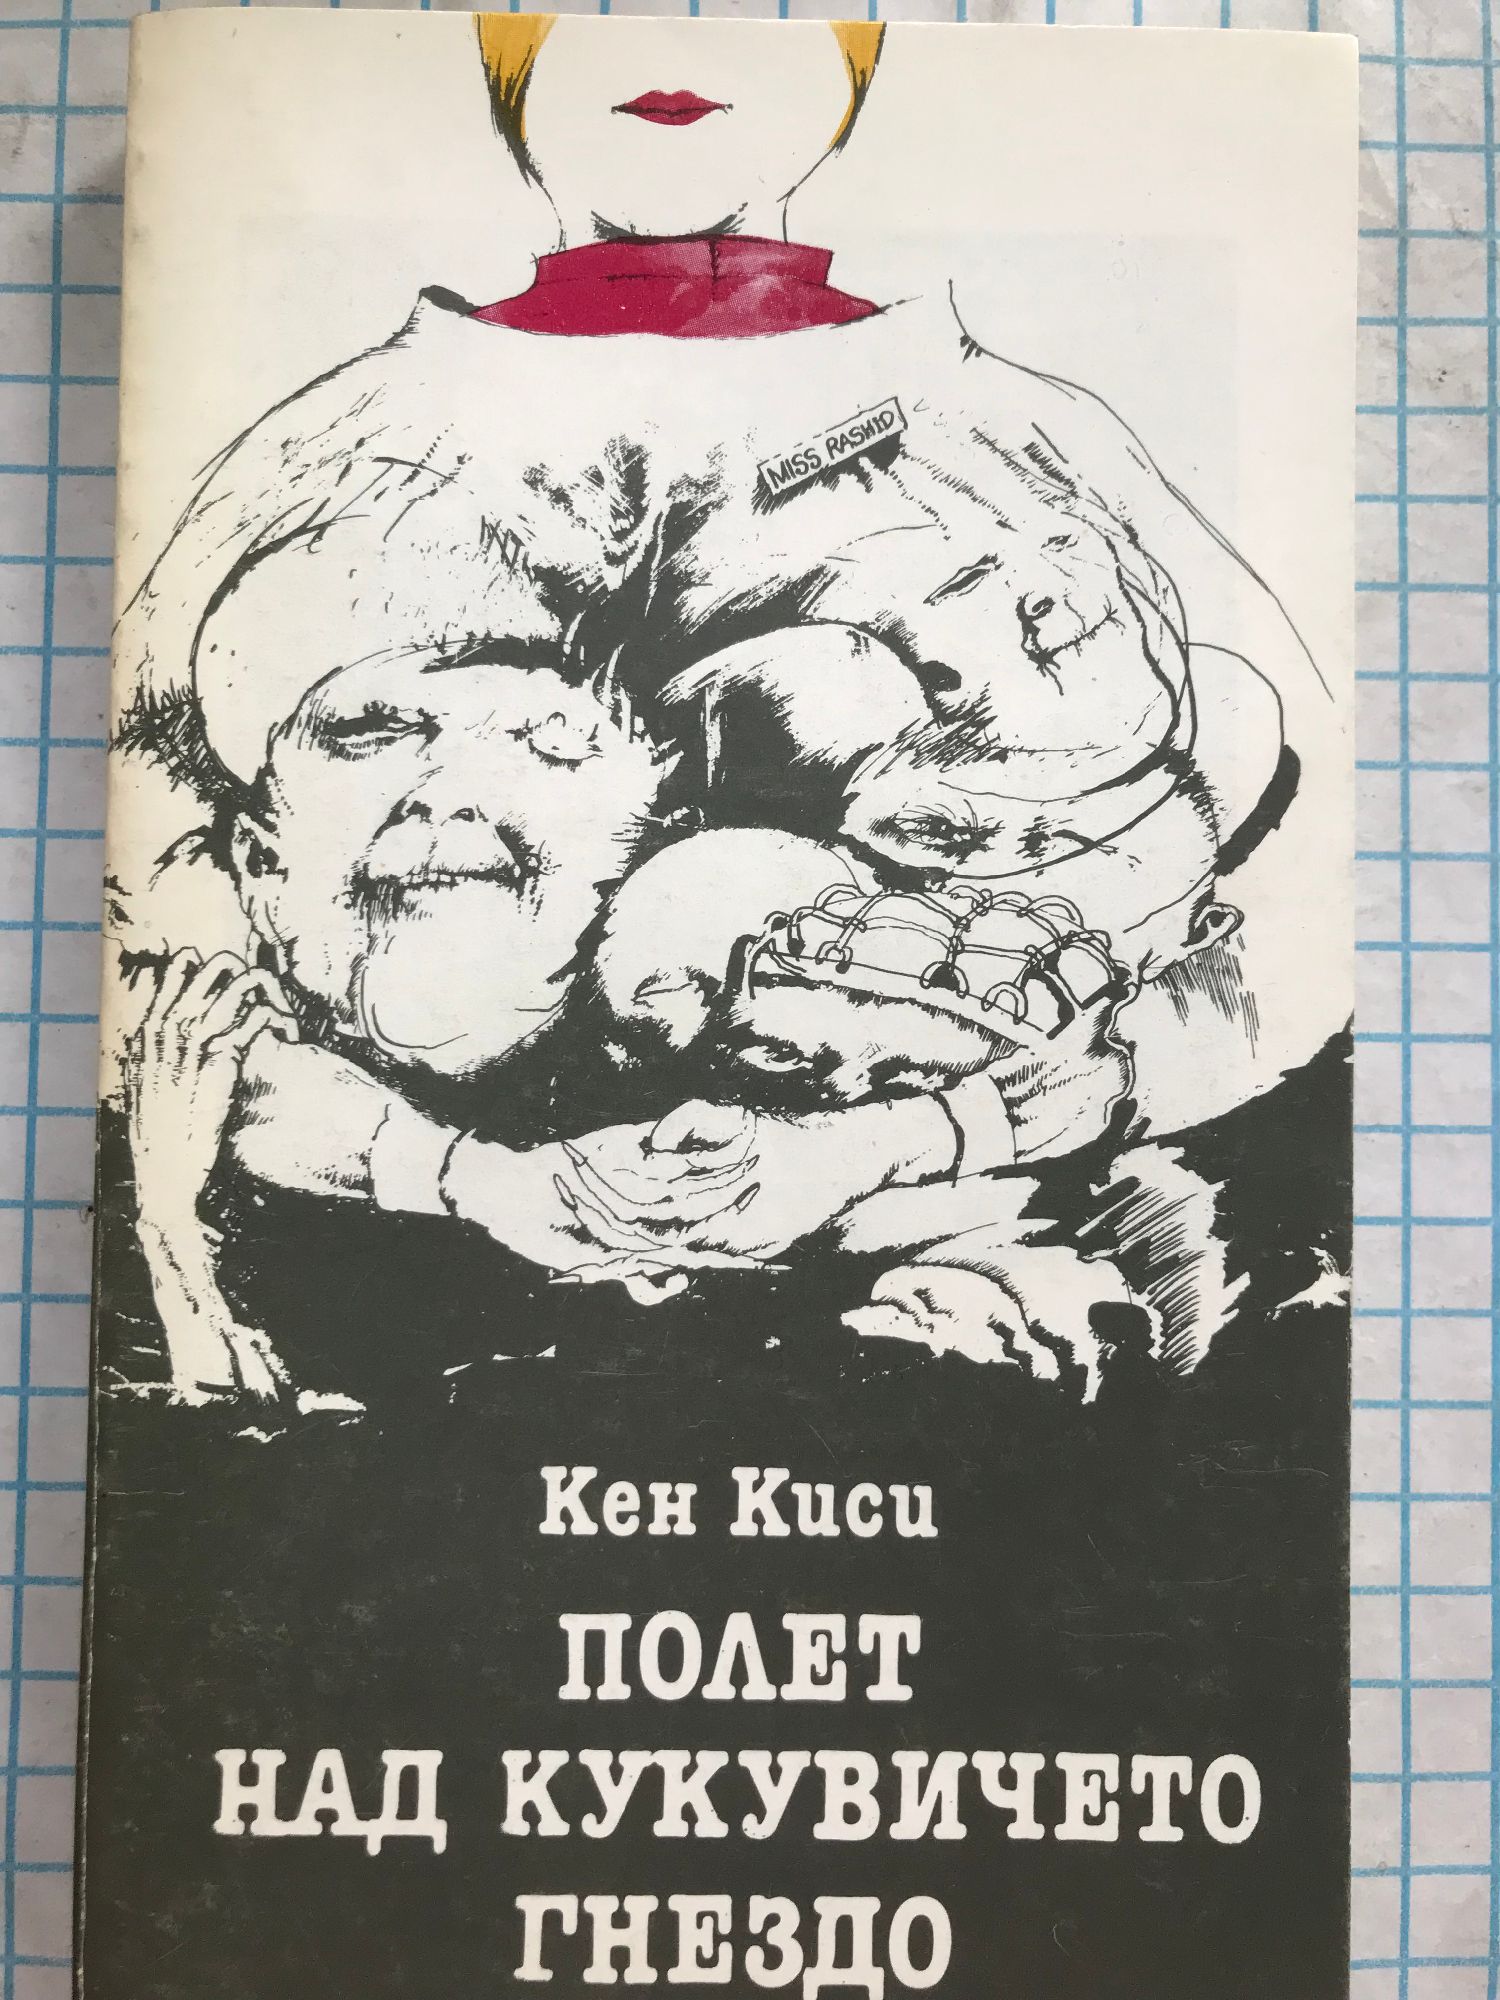 MISS RASHID
Кен Киси
ПОЛЕТ
НАД КУКУВИЧЕТО
ГНЕЗДО